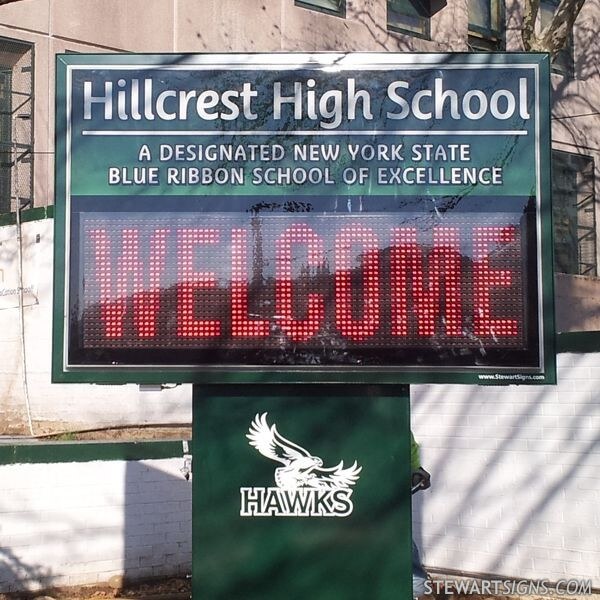 Hillcrest High School
A DESIGNATED NEW YORK STATE
BLUE RIBBON SCHOOL OF EXCELLENCE
WELCOME
www.StewartSigns.com
HAWKS
STEWARTSIGNS.COM